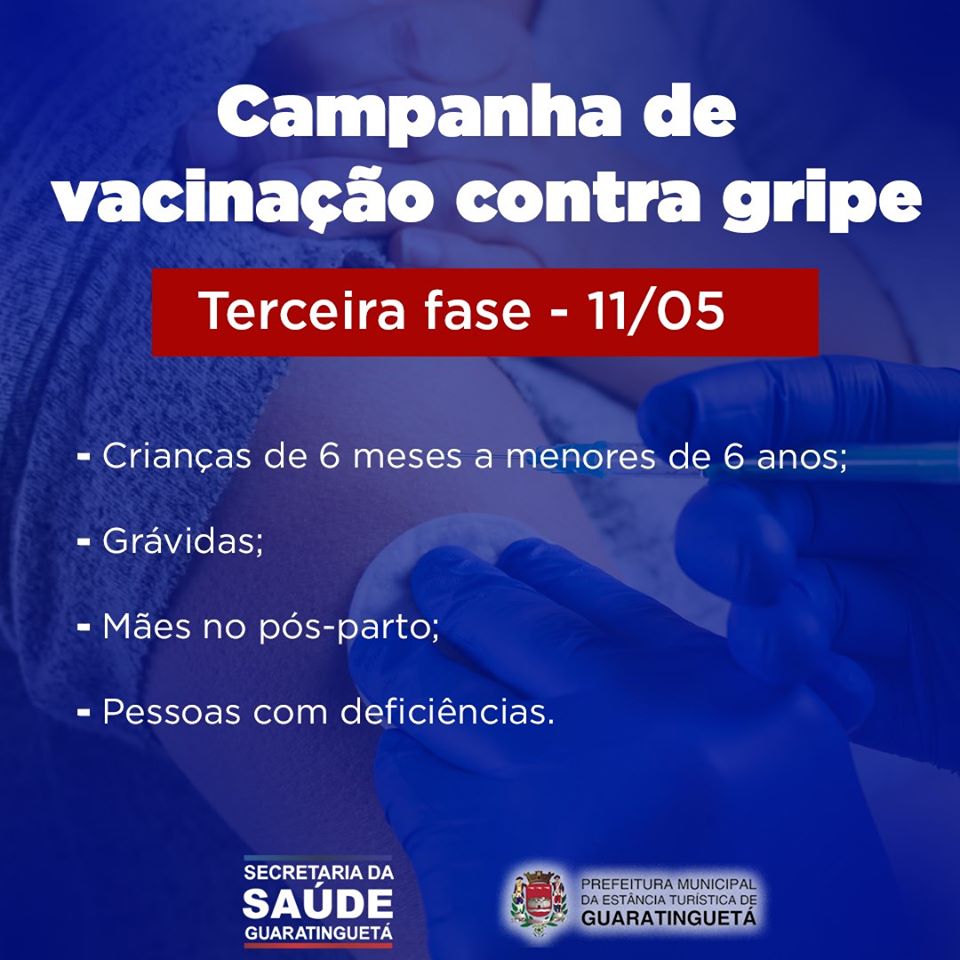 Campanha de
vacinação contra gripe
Terceira fase - 11/05
- Crianças de 6 meses a menores de 6 anos;
- Grávidas;
- Mães no pós-parto;
- Pessoas com deficiências.
SECRETARIA DA
SAÚDE
GUARATINGUETÁ
PREFEITURA MUNICIPAL
DA ESTÂNCIA TURÍSTICA DE
GUARATINGUETÁ